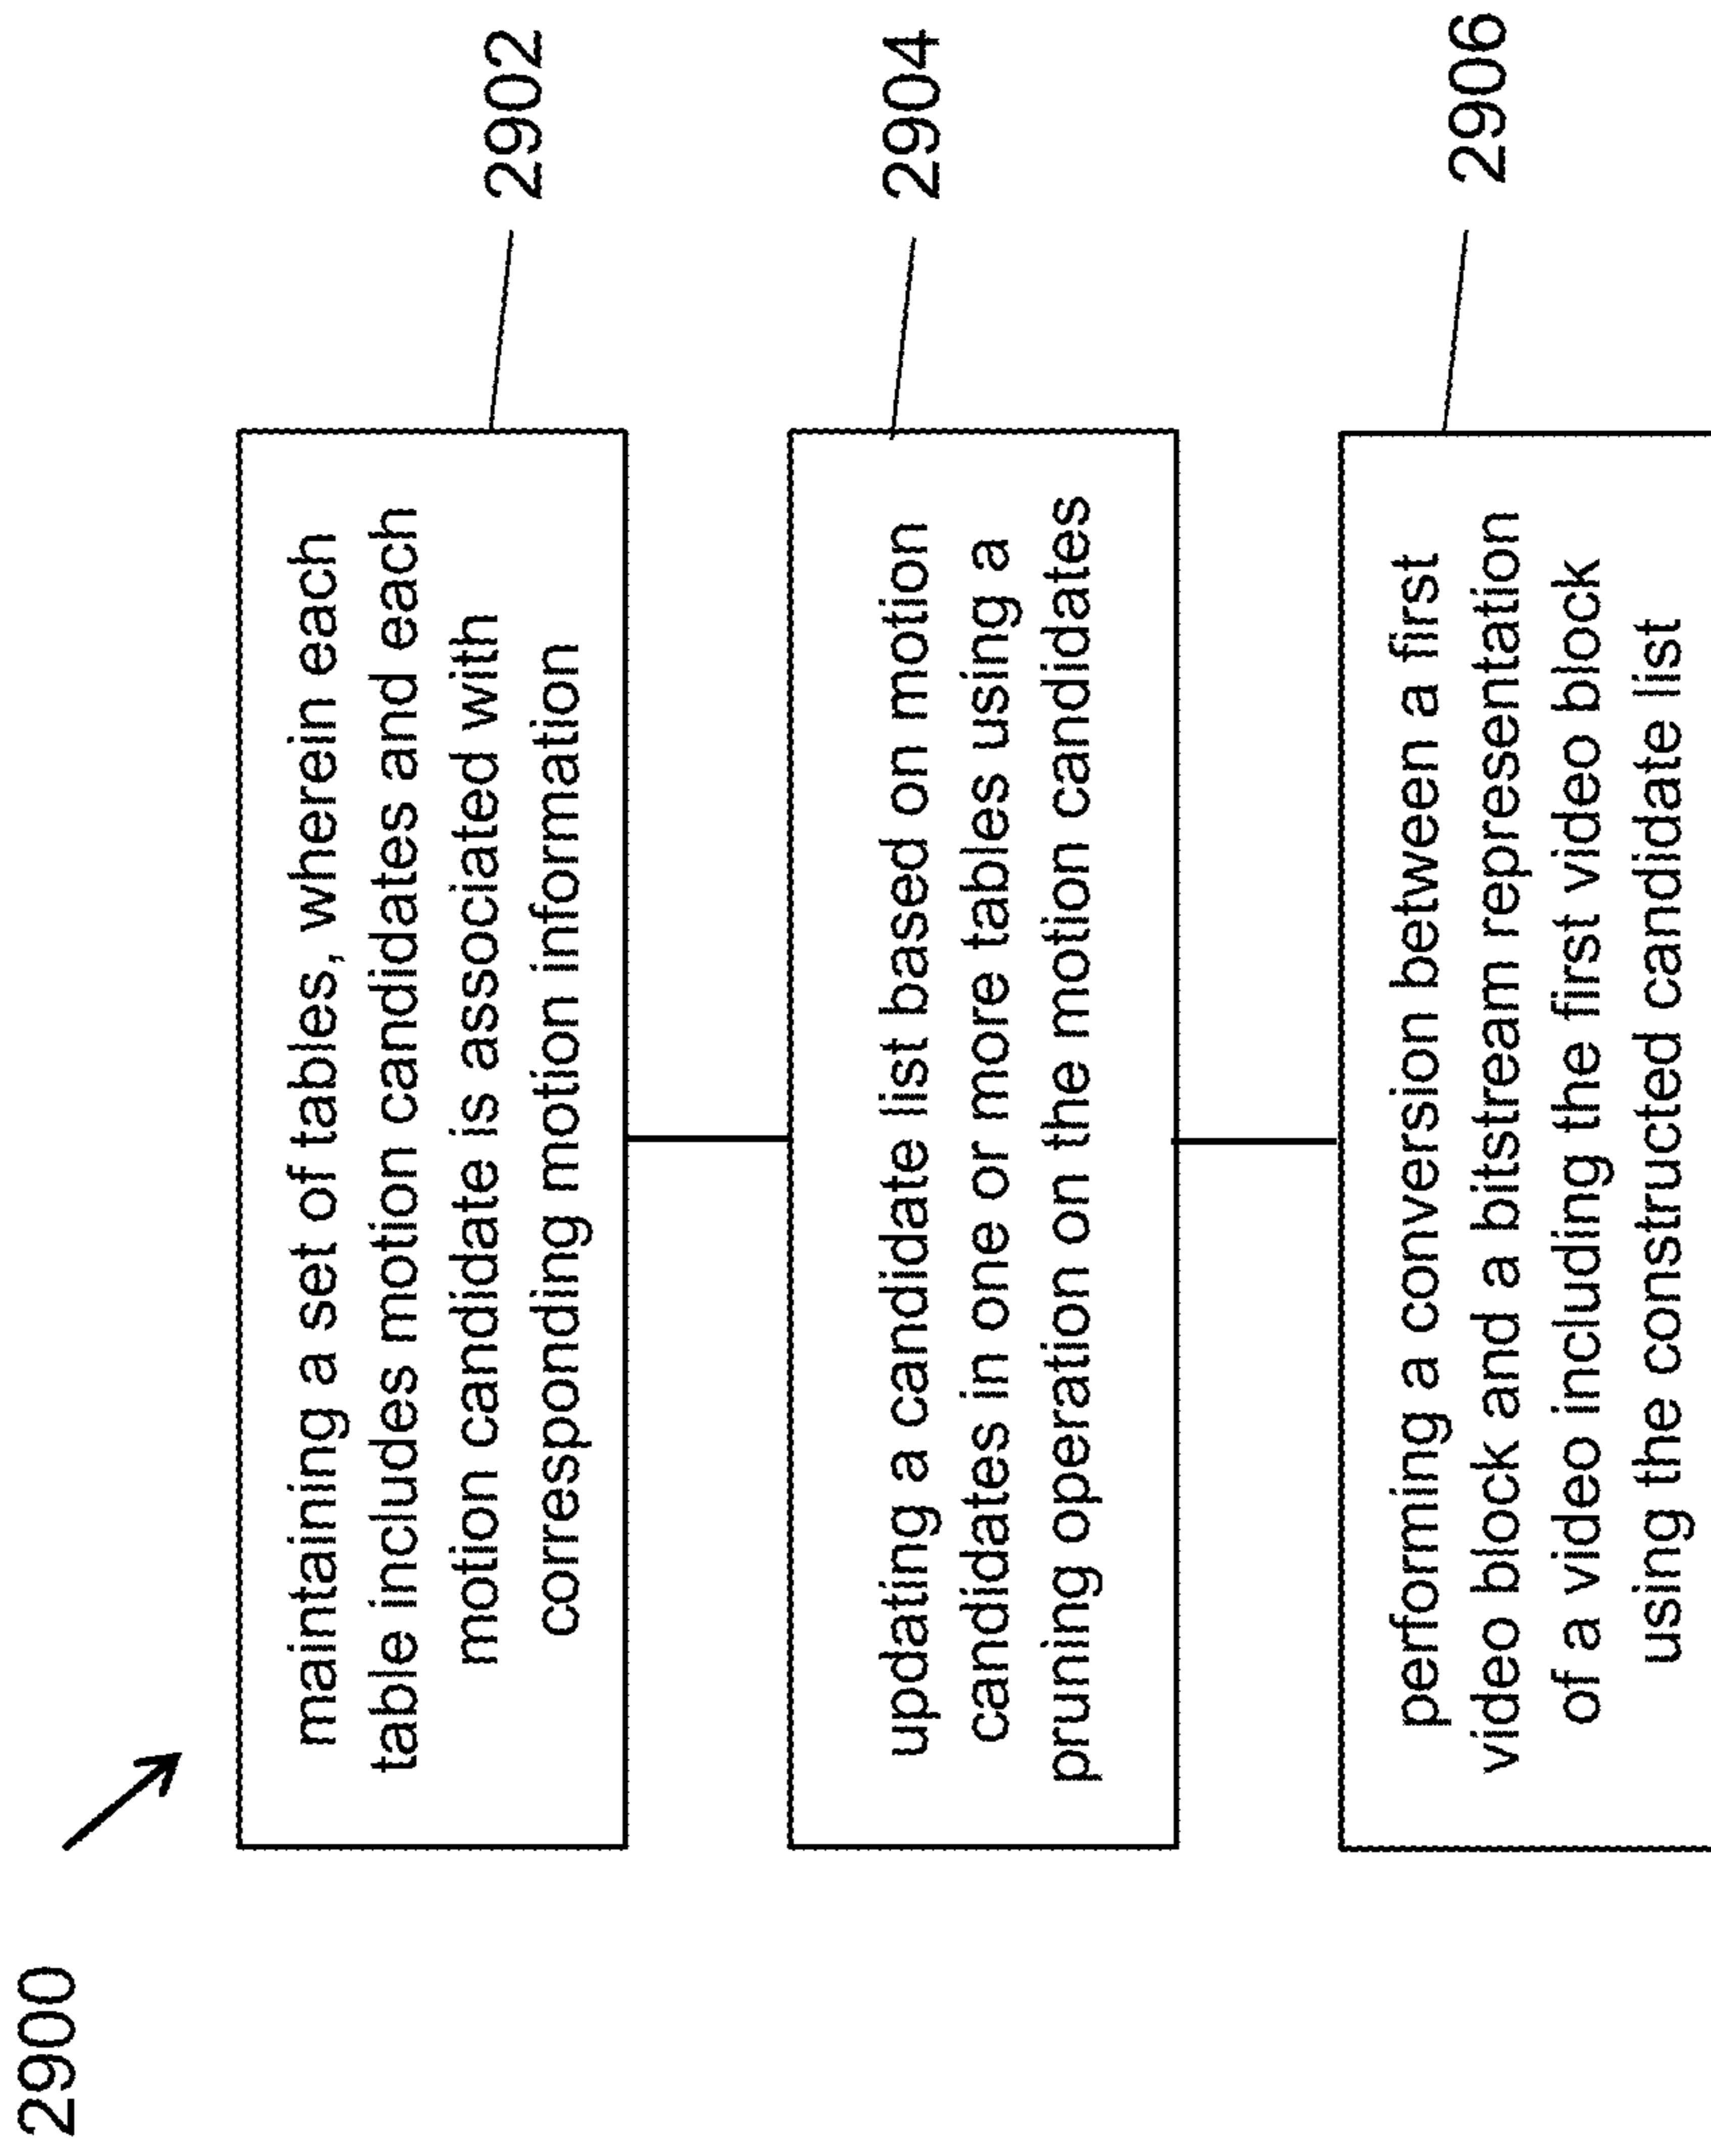 2900
maintaining a set of tables, wherein each
table includes motion candidates and each
motion candidate is associated with
corresponding motion information
2902
updating a candidate list based on motion
candidates in one or more tables using a
pruning operation on the motion candidates
2904
performing a conversion between a first
video block and a bitstream representation
of a video including the first video block
using the constructed candidate list
2906